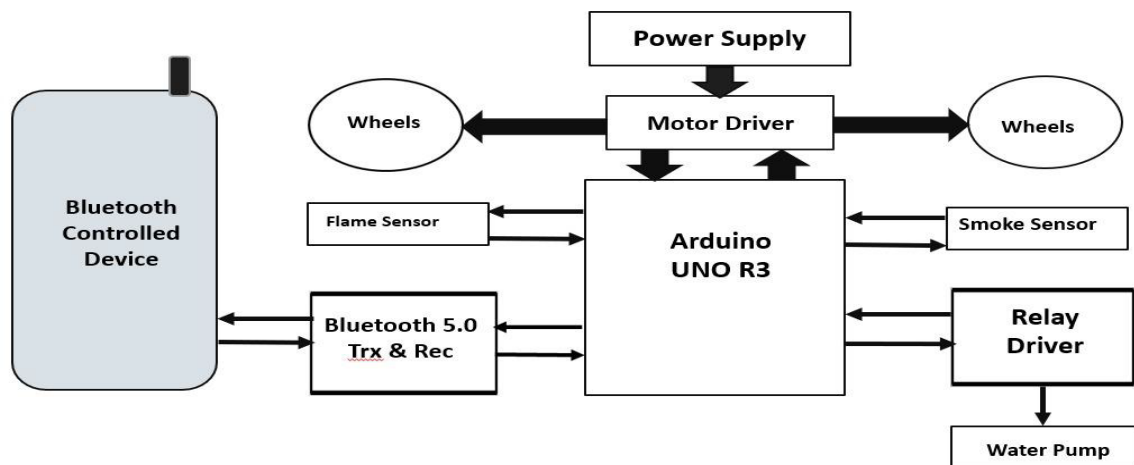 Power Supply
Motor Driver
Wheels
Wheels
Bluetooth
Controlled
Device
Flame Sensor
Smoke Sensor
Arduino
UNO R3
Bluetooth 5.0
Trx & Rec
Relay
Driver
Water Pump